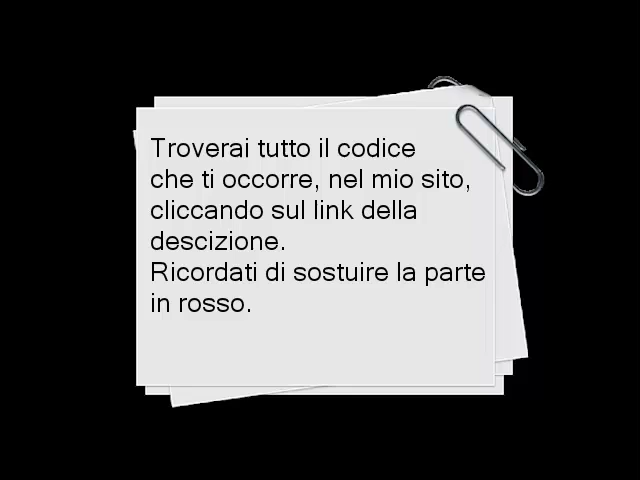 Troverai tutto il codice
che ti occorre, nel mio sito,
cliccando sul link della
descizione.
Ricordati di sostuire la parte
in rosso.